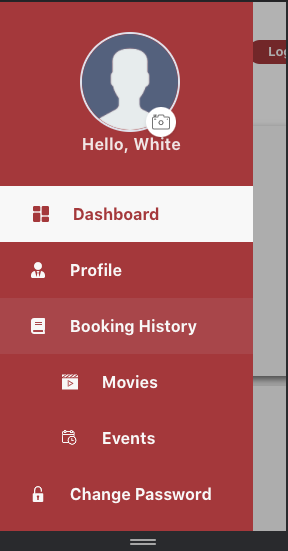 Hello, White
Dashboard
Profile
Booking History
Movies
Events
Change Password